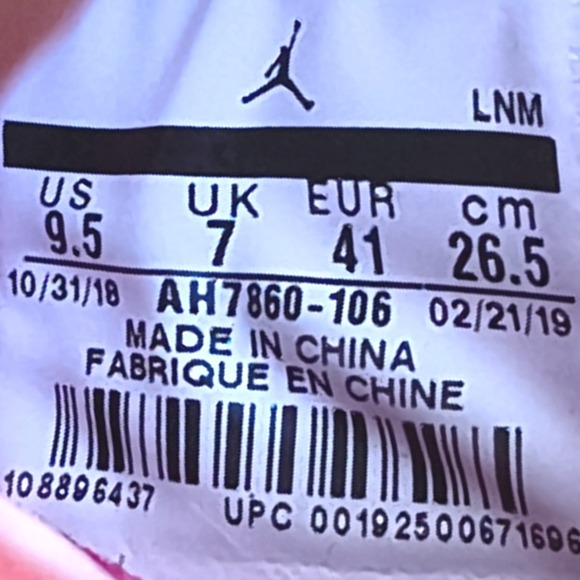 LNM
US UK EUR cm
9.5 7 41 26.5
10/31/18 AH7860-106 02/21/19
MADE IN CHINA
FABRIQUE EN CHINE
108896437 UPC 00192500671696